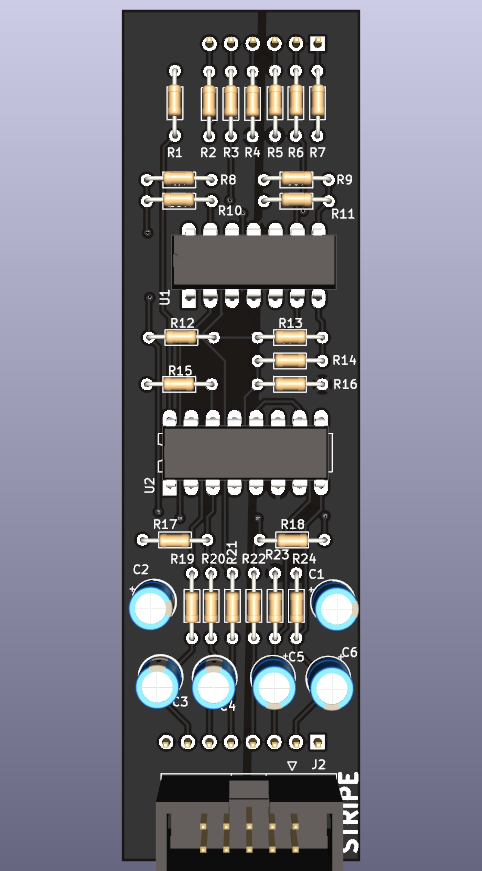 R1 R2 R3 R4 R5 R6 R7
R8 R9
R10 R11
U1
R12 R13
R14
R15 R16
U2
R17 R18
R19 R20 R21 R22 R23 R24
C2 C1
C5 C6
C3 C4
J2
STRIPE